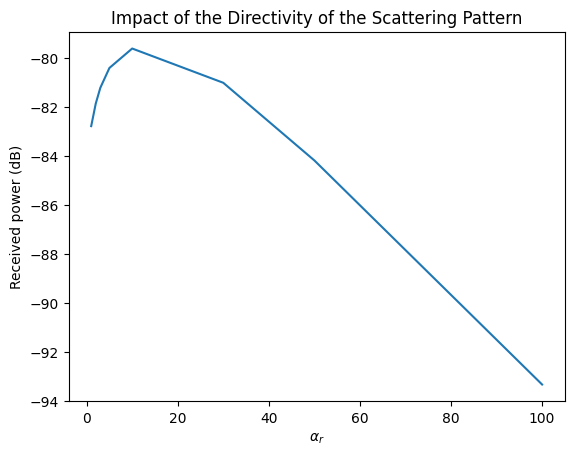 Impact of the Directivity of the Scattering Pattern
Received power (dB)
−80
−82
−84
−86
−88
−90
−92
−94
0 20 40 60 80 100
αr